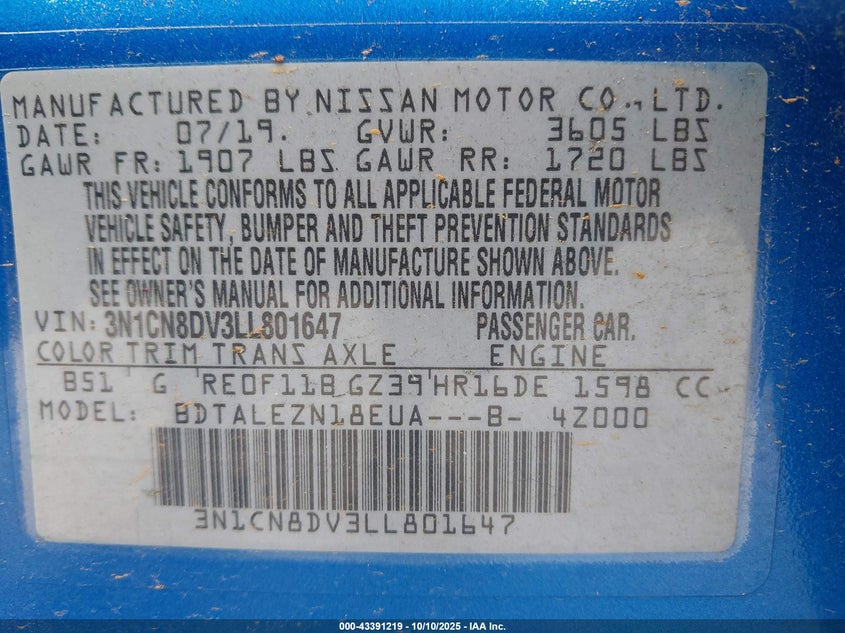 MANUFACTURED BY NISSAN MOTOR CO., LTD.
DATE: 07/19. GVWR: 3605 LBS
GAWR FR: 1907 LBS GAWR RR: 1720 LBS
THIS VEHICLE CONFORMS TO ALL APPLICABLE FEDERAL MOTOR
VEHICLE SAFETY, BUMPER AND THEFT PREVENTION STANDARDS
IN EFFECT ON THE DATE OF MANUFACTURE SHOWN ABOVE.
SEE OWNER'S MANUAL FOR ADDITIONAL INFORMATION.
VIN: 3N1CN8DV3LL801647 PASSENGER CAR.
COLOR TRIM TRANS AXLE ENGINE
B51 G RE0F11B GZ39 HR16DE 1598 CC
MODEL: BDTALEZN18EUA---B- 4Z000
3N1CN8DV3LL801647
000-43391219 - 10/10/2025 - IAA Inc.